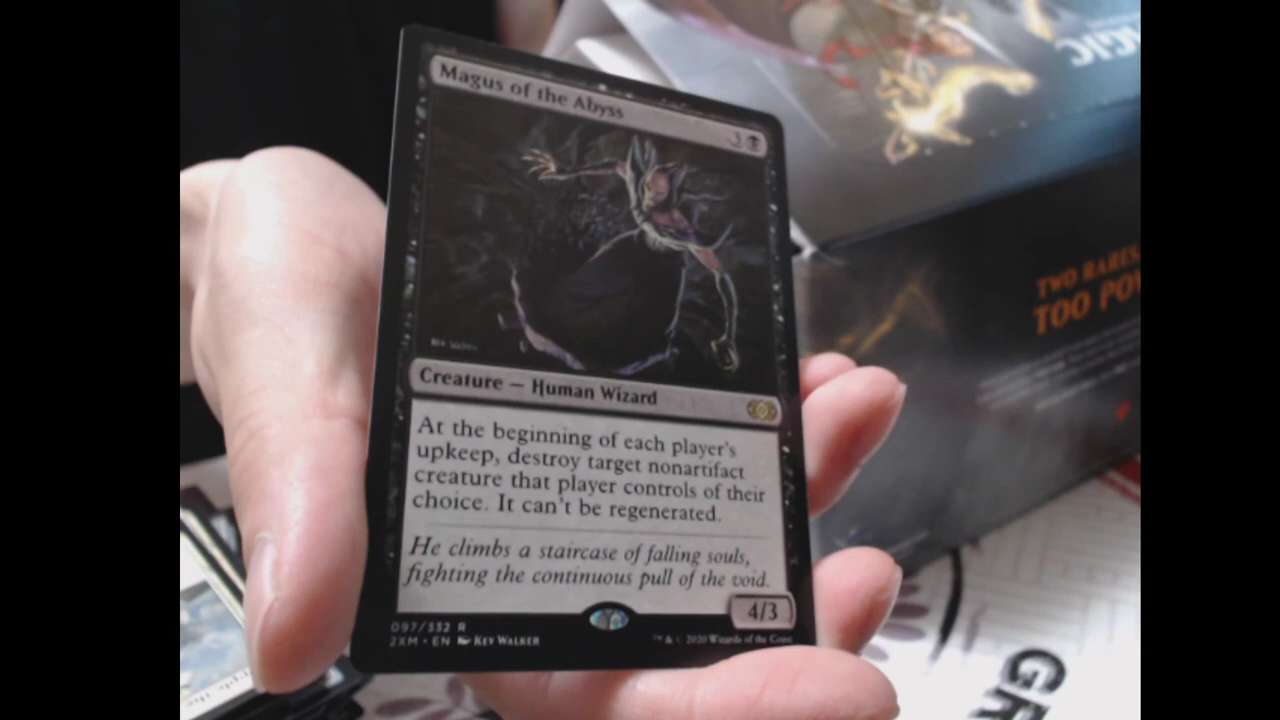 Magus of the Abyss
3
Creature — Human Wizard
At the beginning of each player's
upkeep, destroy target nonartifact
creature that player controls of their
choice. It can't be regenerated.
He climbs a staircase of falling souls,
fighting the continuous pull of the void.
4/3
097/332 R
2XM • EN Kev Walker
™ & © 2020 Wizards of the Coast
AGIC
TWO RARES
TOO POW
GR